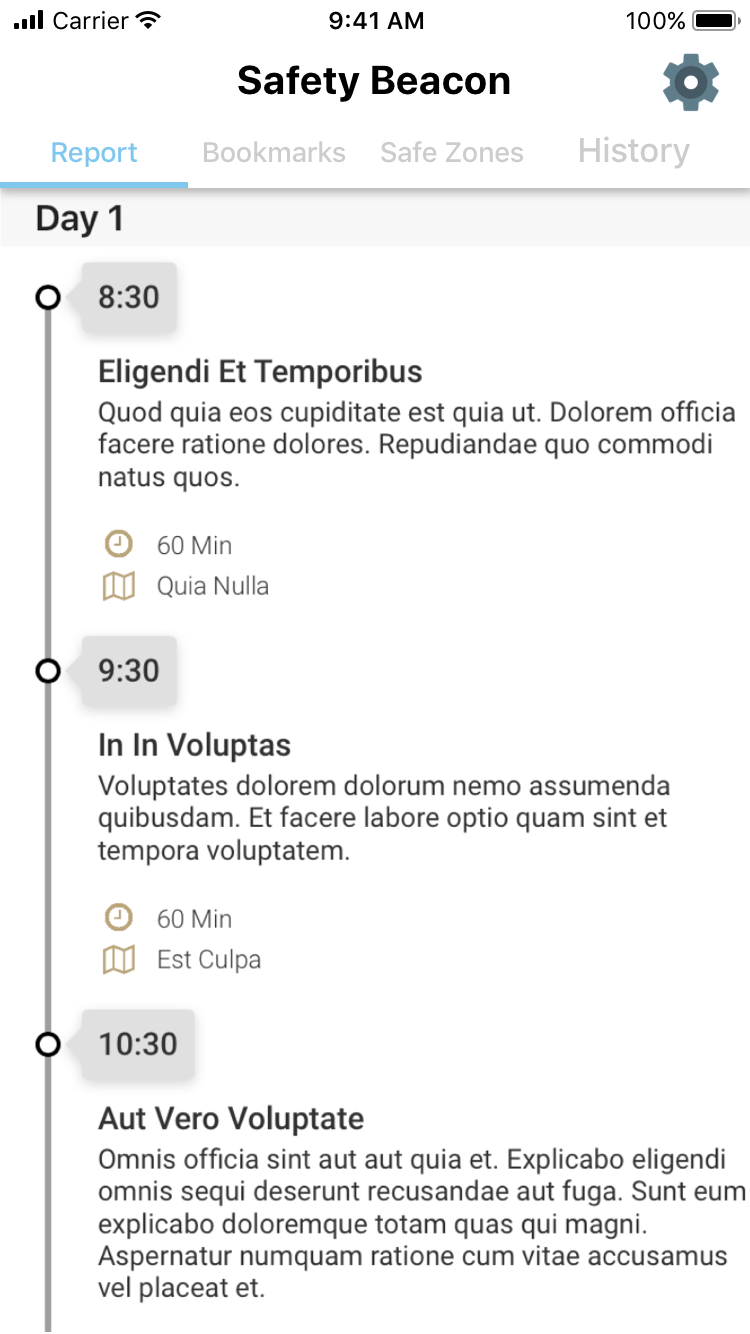 Carrier 9:41 AM 100%
Safety Beacon
Report Bookmarks Safe Zones History
Day 1
8:30
Eligendi Et Temporibus
Quod quia eos cupiditate est quia ut. Dolorem officia
facere ratione dolores. Repudiandae quo commodi
natus quos.
60 Min
Quia Nulla
9:30
In In Voluptas
Voluptates dolorem dolorum nemo assumenda
quibusdam. Et facere labore optio quam sint et
tempora voluptatem.
60 Min
Est Culpa
10:30
Aut Vero Voluptate
Omnis officia sint aut aut quia et. Explicabo eligendi
omnis sequi deserunt recusandae aut fuga. Sunt eum
explicabo doloremque totam quas qui magni.
Aspernatur numquam ratione cum vitae accusamus
vel placeat et.